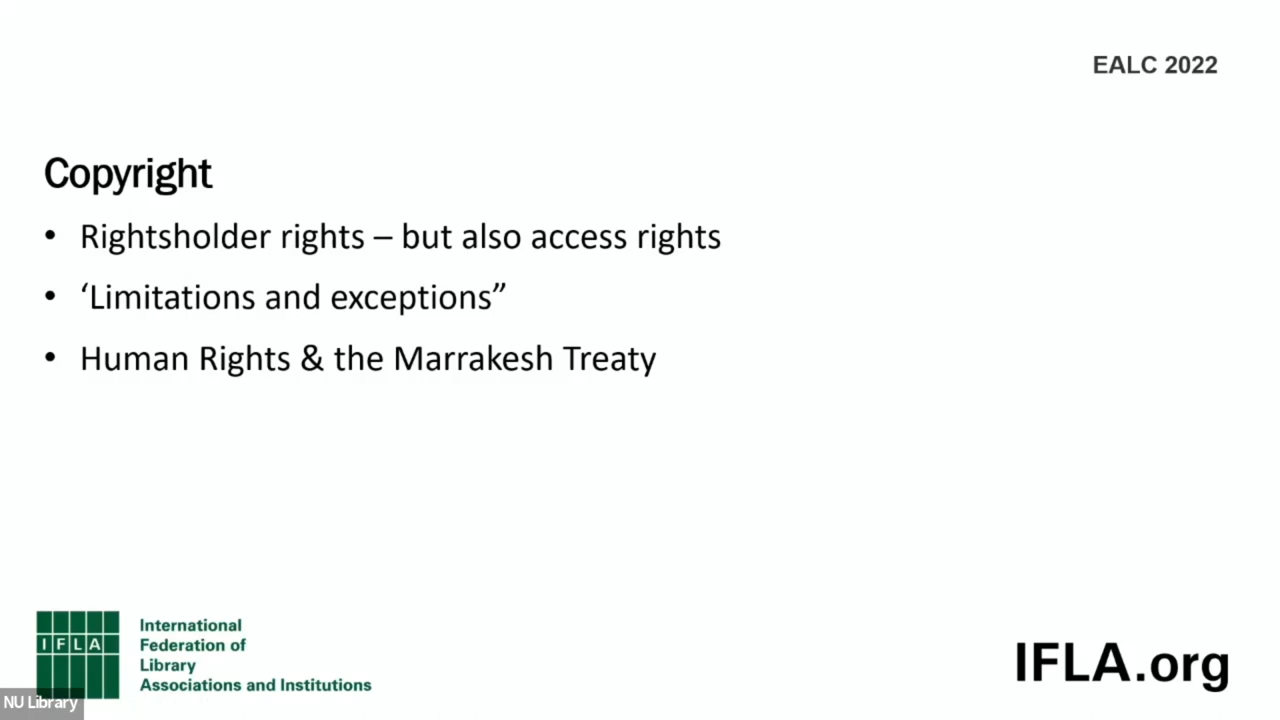 EALC 2022
Copyright
• Rightsholder rights – but also access rights
• ‘Limitations and exceptions”
• Human Rights & the Marrakesh Treaty
IFLA
International
Federation of
Library
Associations and Institutions
IFLA.org
NU Library